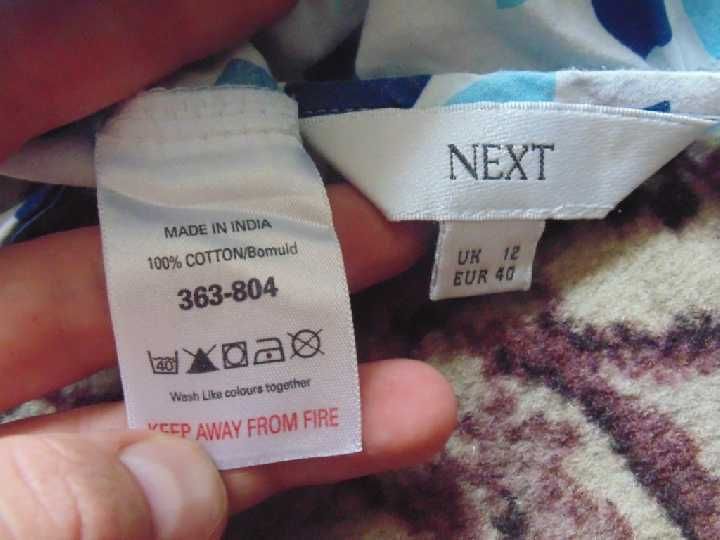 MADE IN INDIA
100% COTTON/Bomuld
363-804
40
Wash Like colours together
KEEP AWAY FROM FIRE
NEXT
UK 12
EUR 40